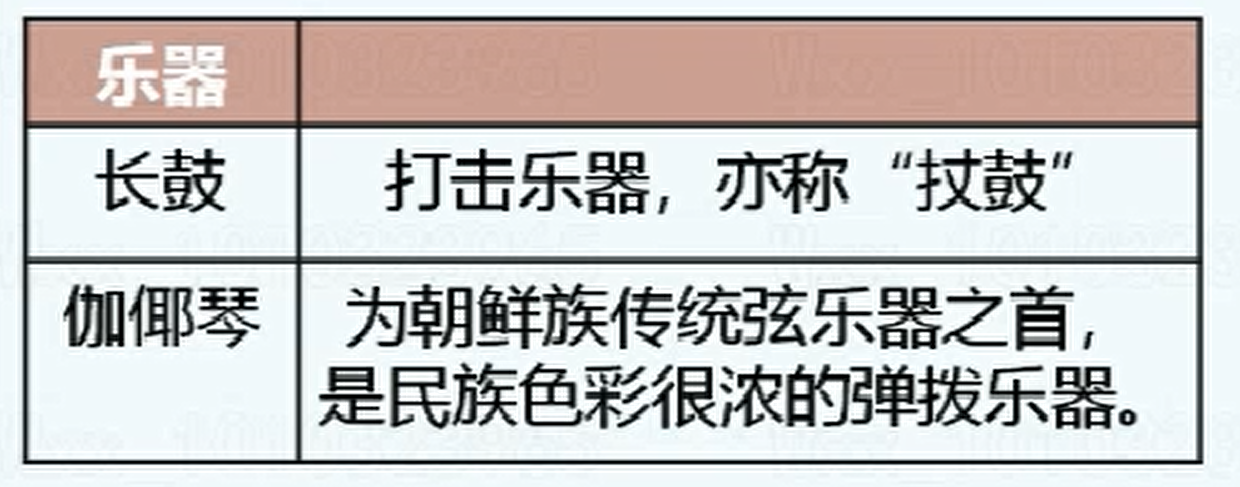 乐器
长鼓
打击乐器，亦称“扙鼓”
伽倻琴
为朝鲜族传统弦乐器之首，
是民族色彩很浓的弹拨乐器。